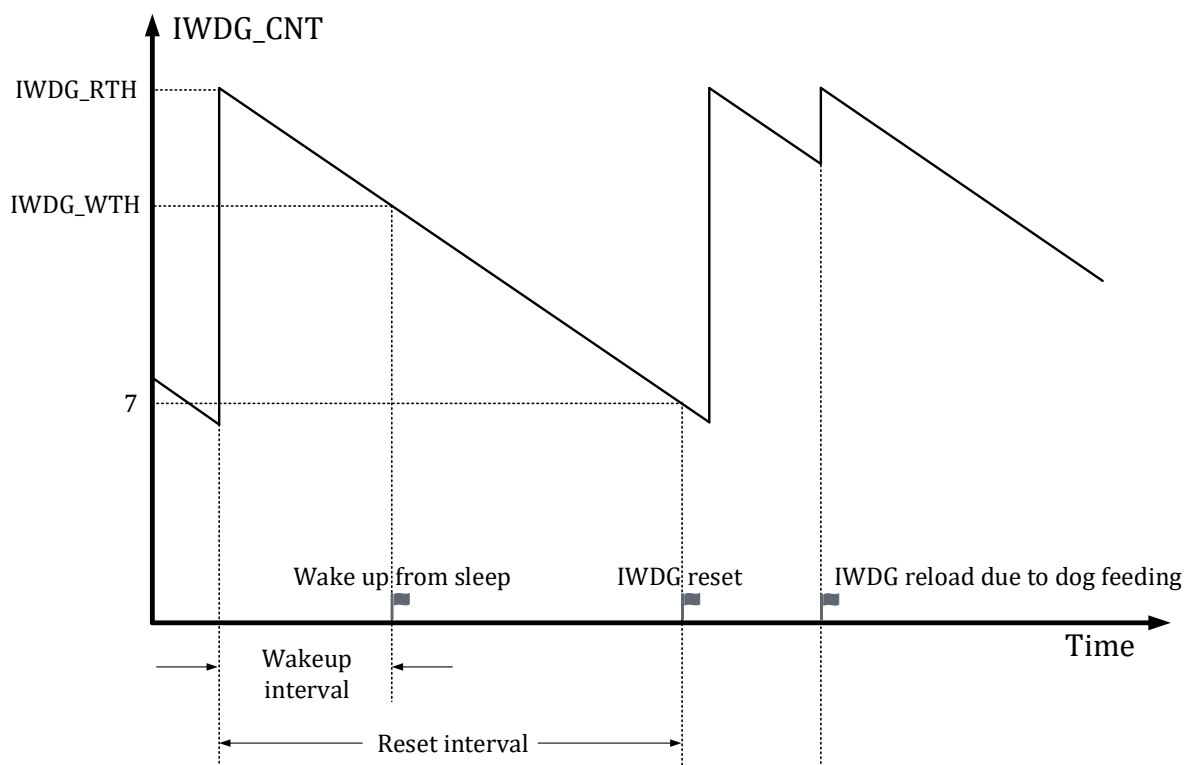 IWDG_CNT
IWDG_RTH
IWDG_WTH
7
Wake up from sleep
IWDG reset
IWDG reload due to dog feeding
Time
Wakeup
interval
Reset interval